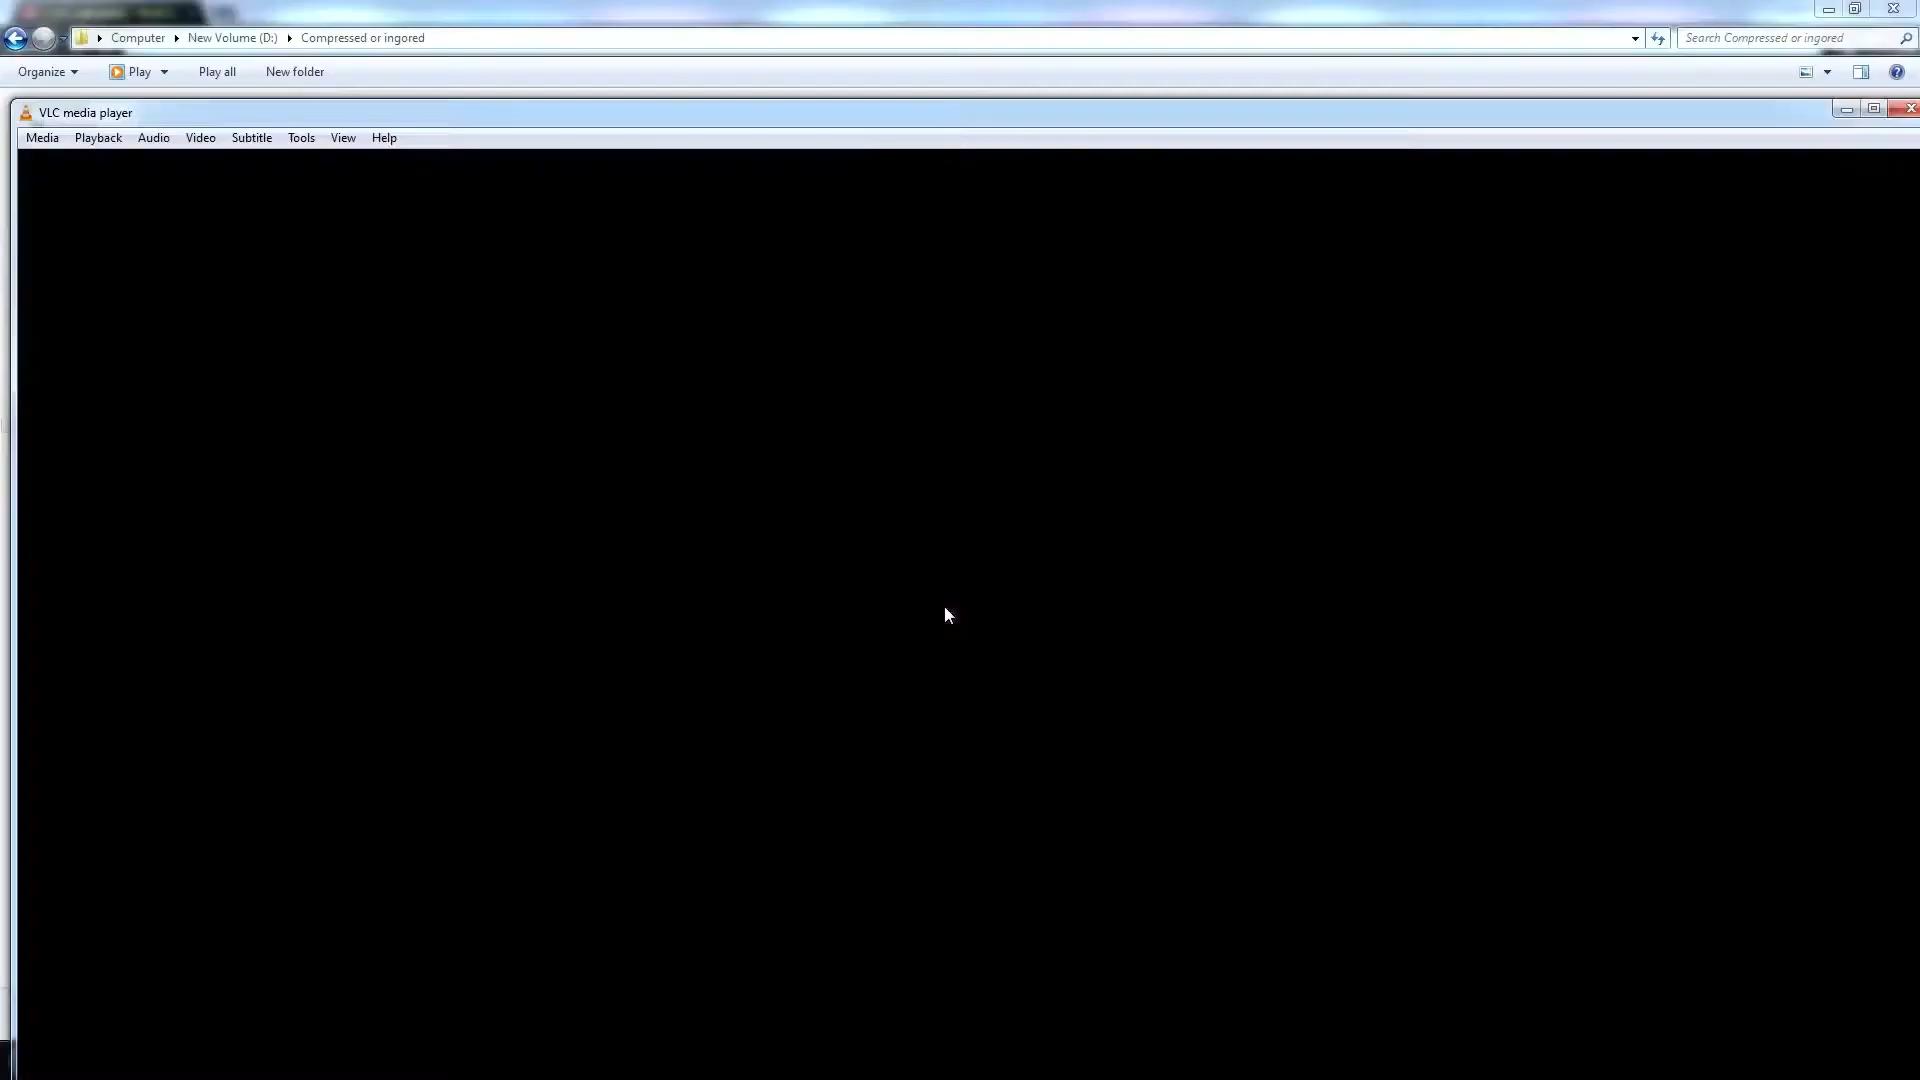 Computer New Volume (D:) Compressed or ingored Search Compressed or ingored
Organize Play Play all New folder
VLC media player
Media Playback Audio Video Subtitle Tools View Help